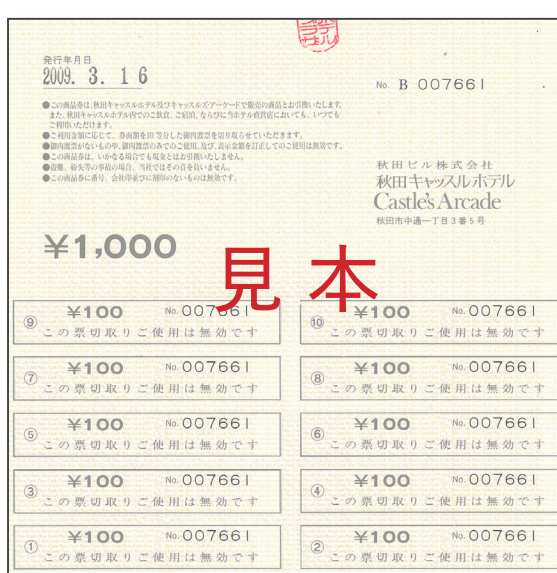 発行年月日
2009. 3. 16
No. B 007661
●この商品券は、秋田キャッスルホテル及びキャッスルズ・アーケードで販売の商品とお引換いたします。
また、秋田キャッスルホテル内でのご飲食、ご宿泊、ならびに当ホテル直営店においても、いつでも
ご利用いただけます。
●ご利用金額に応じて、券面額を10等分した御内渡票を切り取らせていただきます。
●御内渡票がないものや、御内渡票のみでのご使用、及び、表示金額を訂正してのご使用は無効です。
●この商品券は、いかなる場合でも現金とはお引換いたしません。
●盗難、紛失等の事故の場合、当社ではその責を負いません。
●この商品券に番号、会社印並びに割印のないものは無効です。
秋田ビル株式会社
秋田キャッスルホテル
Castle's Arcade
秋田市中通一丁目3番5号
¥1,000
見本
⑨ ¥100 No. 007661
この票切取りご使用は無効です
⑩ ¥100 No. 007661
この票切取りご使用は無効です
⑦ ¥100 No. 007661
この票切取りご使用は無効です
⑧ ¥100 No. 007661
この票切取りご使用は無効です
⑤ ¥100 No. 007661
この票切取りご使用は無効です
⑥ ¥100 No. 007661
この票切取りご使用は無効です
③ ¥100 No. 007661
この票切取りご使用は無効です
④ ¥100 No. 007661
この票切取りご使用は無効です
① ¥100 No. 007661
この票切取りご使用は無効です
② ¥100 No. 007661
この票切取りご使用は無効です